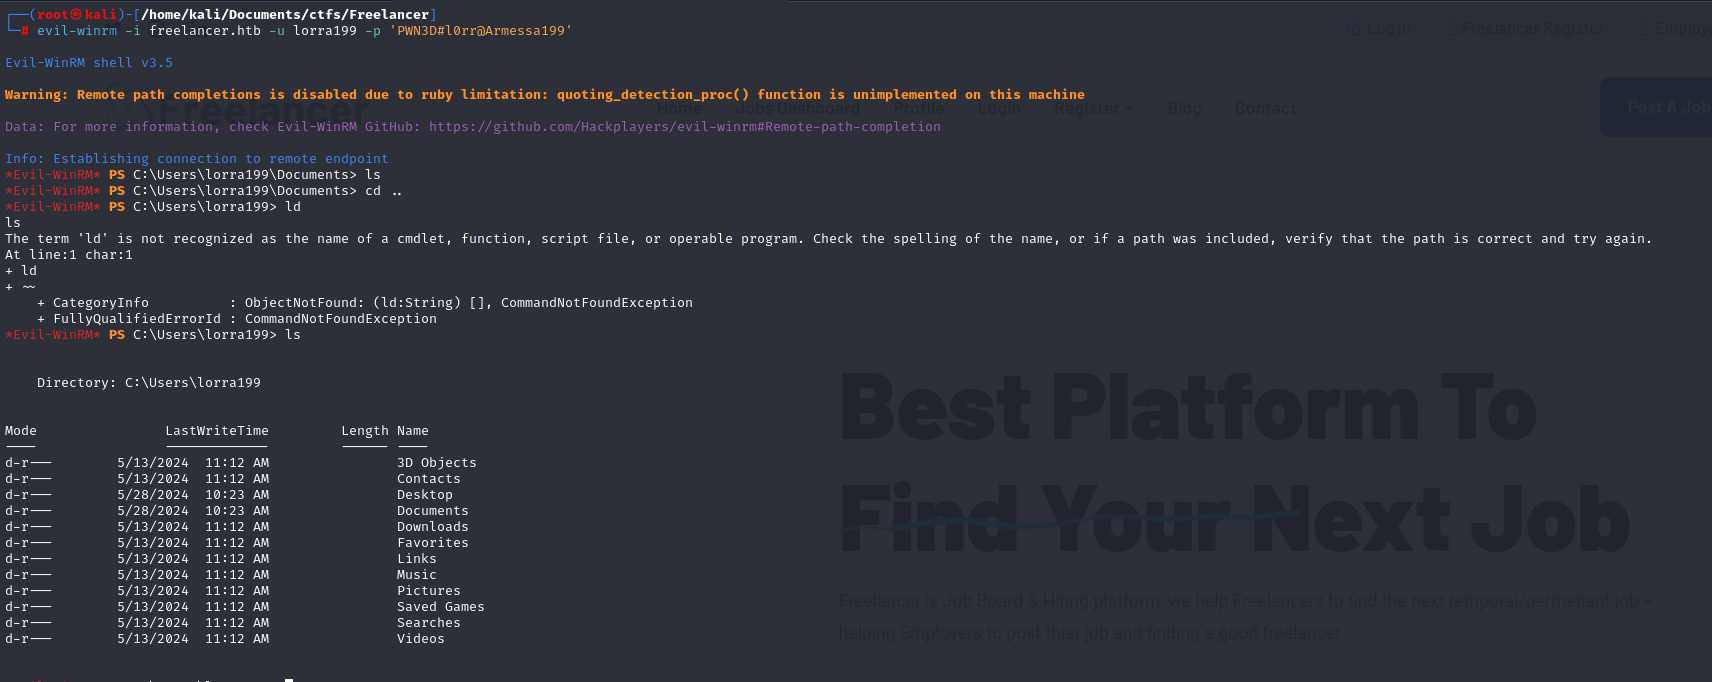 ┌──(root㉿kali)-[/home/kali/Documents/ctfs/Freelancer]
└─# evil-winrm -i freelancer.htb -u lorra199 -p 'PWN3D#l0rr@Armessa199'
Log In Freelancer Register Employe
Evil-WinRM shell v3.5
Warning: Remote path completions is disabled due to ruby limitation: quoting_detection_proc() function is unimplemented on this machine
Freelancer Home Jobs Dashboard Profile Login Register Blog Contact Post A Job
Data: For more information, check Evil-WinRM GitHub: https://github.com/Hackplayers/evil-winrm#Remote-path-completion
Info: Establishing connection to remote endpoint
*Evil-WinRM* PS C:\Users\lorra199\Documents> ls
*Evil-WinRM* PS C:\Users\lorra199\Documents> cd ..
*Evil-WinRM* PS C:\Users\lorra199> ld
ls
The term 'ld' is not recognized as the name of a cmdlet, function, script file, or operable program. Check the spelling of the name, or if a path was included, verify that the path is correct and try again.
At line:1 char:1
+ ld
+ ~~
    + CategoryInfo          : ObjectNotFound: (ld:String) [], CommandNotFoundException
    + FullyQualifiedErrorId : CommandNotFoundException
*Evil-WinRM* PS C:\Users\lorra199> ls
    Directory: C:\Users\lorra199
Mode                LastWriteTime         Length Name
----                -------------         ------ ----
d-r---        5/13/2024  11:12 AM                3D Objects
d-r---        5/13/2024  11:12 AM                Contacts
d-r---        5/28/2024  10:23 AM                Desktop
d-r---        5/28/2024  10:23 AM                Documents
d-r---        5/13/2024  11:12 AM                Downloads
d-r---        5/13/2024  11:12 AM                Favorites
d-r---        5/13/2024  11:12 AM                Links
d-r---        5/13/2024  11:12 AM                Music
d-r---        5/13/2024  11:12 AM                Pictures
d-r---        5/13/2024  11:12 AM                Saved Games
d-r---        5/13/2024  11:12 AM                Searches
d-r---        5/13/2024  11:12 AM                Videos
Best Platform To
Find Your Next Job
Freelancer is Job Board & Hiring platform, we help Freelancers to find the next temporal/permenant job +
helping Employers to post thier job and finding a good freelancer